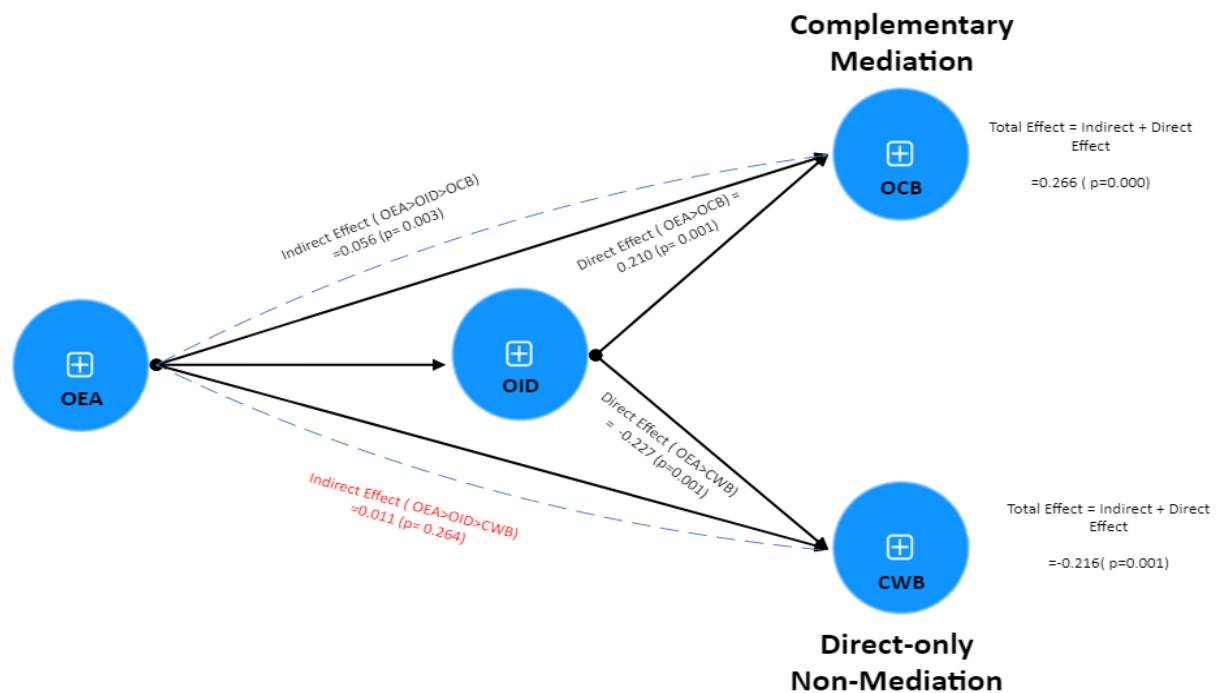 Complementary
Mediation
Total Effect = Indirect + Direct
Effect
=0.266 ( p=0.000)
OCB
Indirect Effect ( OEA>OID>OCB)
=0.056 (p= 0.003)
Direct Effect ( OEA>OCB) =
0.210 (p= 0.001)
OEA
OID
Direct Effect ( OEA>CWB)
= -0.227 (p=0.001)
Indirect Effect ( OEA>OID>CWB)
=0.011 (p= 0.264)
Total Effect = Indirect + Direct
Effect
=-0.216( p=0.001)
CWB
Direct-only
Non-Mediation